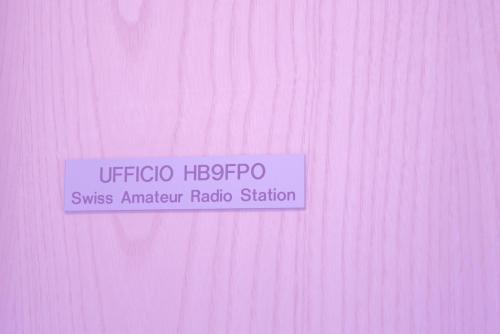 UFFICIO HB9FPO
Swiss Amateur Radio Station